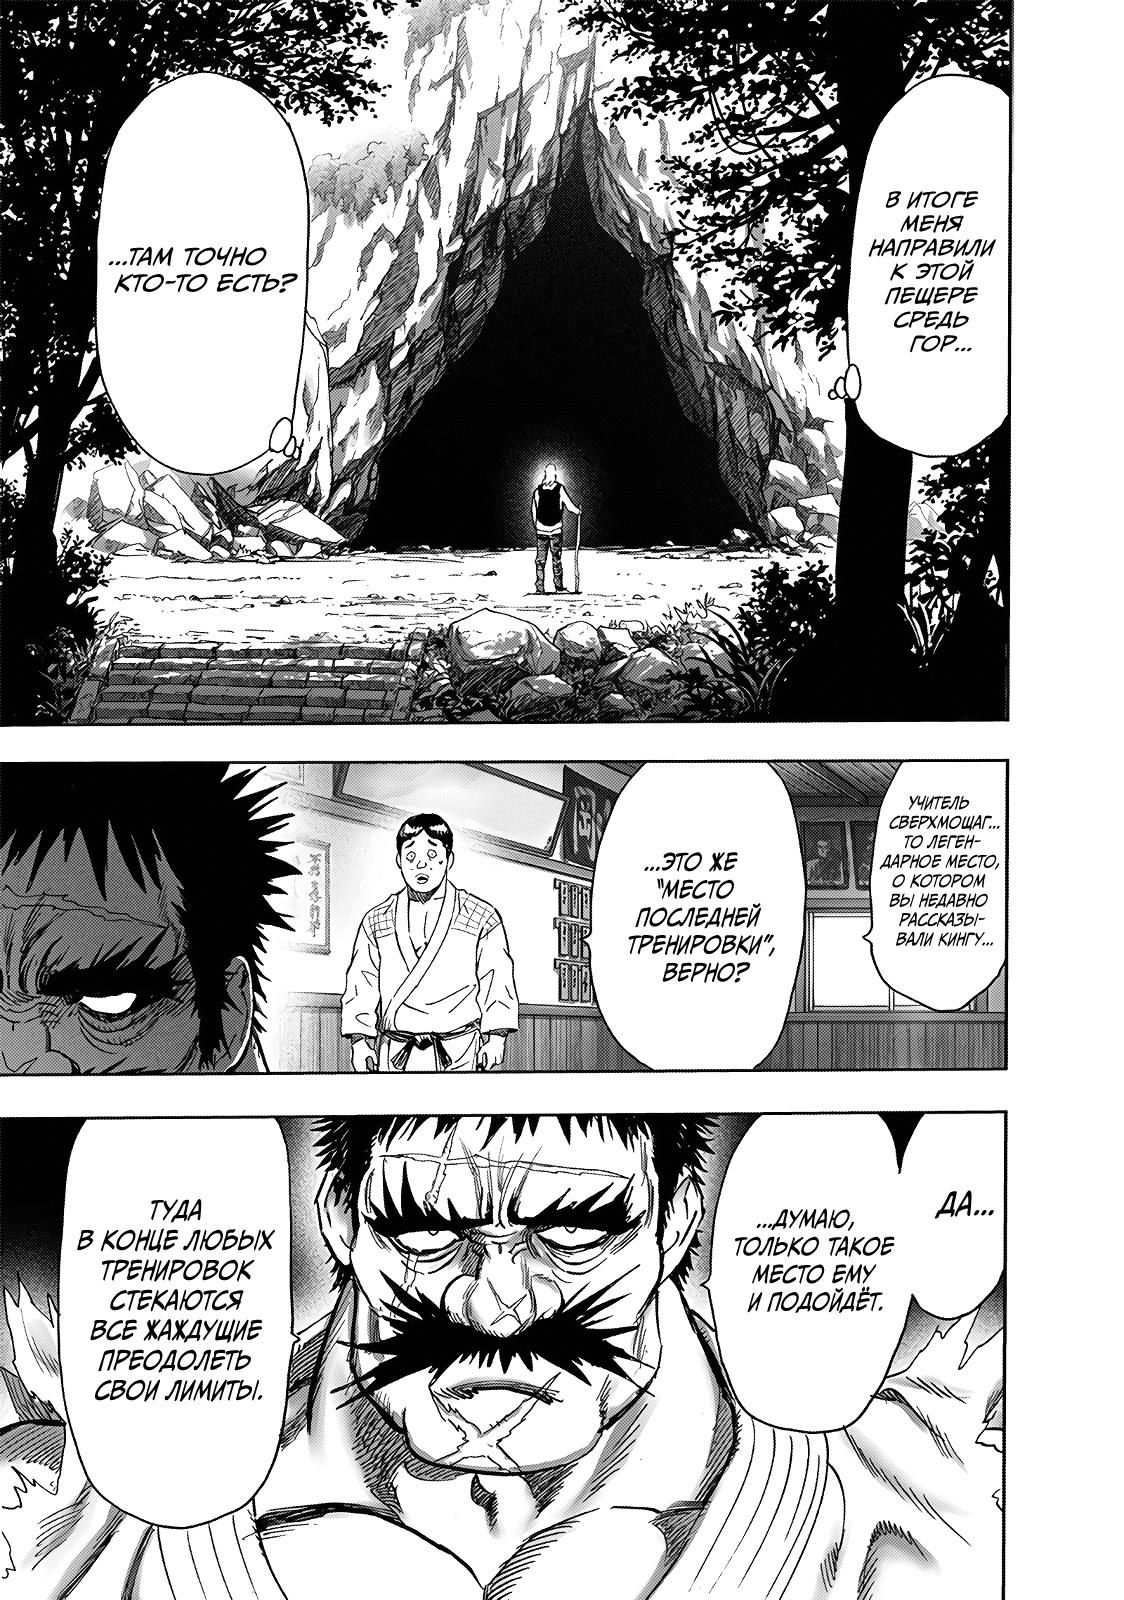 В ИТОГЕ
МЕНЯ
НАПРАВИЛИ
К ЭТОЙ
ПЕЩЕРЕ
СРЕДЬ
ГОР...
...ТАМ ТОЧНО
КТО-ТО ЕСТЬ?
УЧИТЕЛЬ
СВЕРХМОЩАГ...
ТО ЛЕГЕН-
ДАРНОЕ МЕСТО,
О КОТОРОМ
ВЫ НЕДАВНО
РАССКАЗЫ-
ВАЛИ КИНГУ...
...ЭТО ЖЕ
"МЕСТО
ПОСЛЕДНЕЙ
ТРЕНИРОВКИ",
ВЕРНО?
ДА...
...ДУМАЮ,
ТОЛЬКО ТАКОЕ
МЕСТО ЕМУ
И ПОДОЙДЁТ.
ТУДА
В КОНЦЕ ЛЮБЫХ
ТРЕНИРОВОК
СТЕКАЮТСЯ
ВСЕ ЖАЖДУЩИЕ
ПРЕОДОЛЕТЬ
СВОИ ЛИМИТЫ.